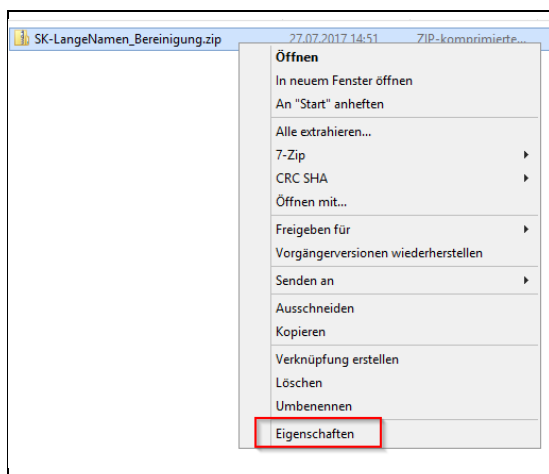 SK-LangeNamen_Bereinigung.zip 27.07.2017 14:51 ZIP-komprimierte...
Öffnen
In neuem Fenster öffnen
An "Start" anheften
Alle extrahieren...
7-Zip
CRC SHA
Öffnen mit...
Freigeben für
Vorgängerversionen wiederherstellen
Senden an
Ausschneiden
Kopieren
Verknüpfung erstellen
Löschen
Umbenennen
Eigenschaften